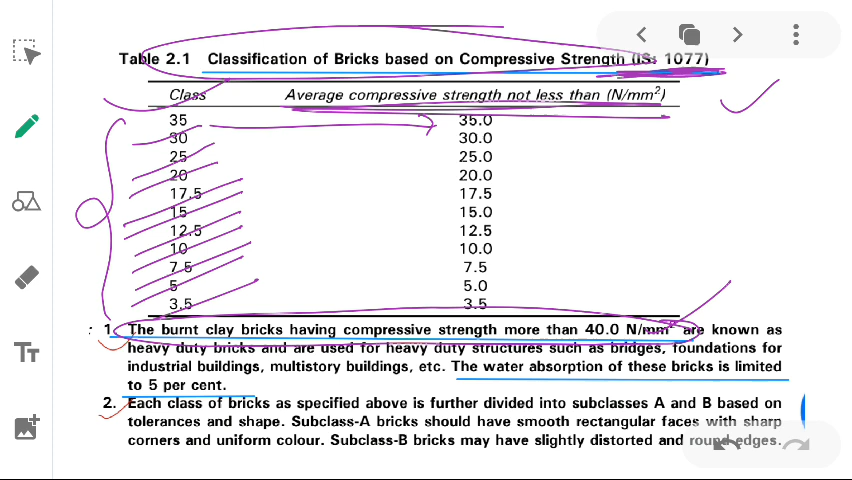 Table 2.1 Classification of Bricks based on Compressive Strength (IS: 1077)
Class Average compressive strength not less than (N/mm²)
35 35.0
30 30.0
25 25.0
20 20.0
17.5 17.5
15 15.0
12.5 12.5
10 10.0
7.5 7.5
5 5.0
3.5 3.5
: 1. The burnt clay bricks having compressive strength more than 40.0 N/mm² are known as
heavy duty bricks and are used for heavy duty structures such as bridges, foundations for
industrial buildings, multistory buildings, etc. The water absorption of these bricks is limited
to 5 per cent.
2. Each class of bricks as specified above is further divided into subclasses A and B based on
tolerances and shape. Subclass-A bricks should have smooth rectangular faces with sharp
corners and uniform colour. Subclass-B bricks may have slightly distorted and round edges.
Tт